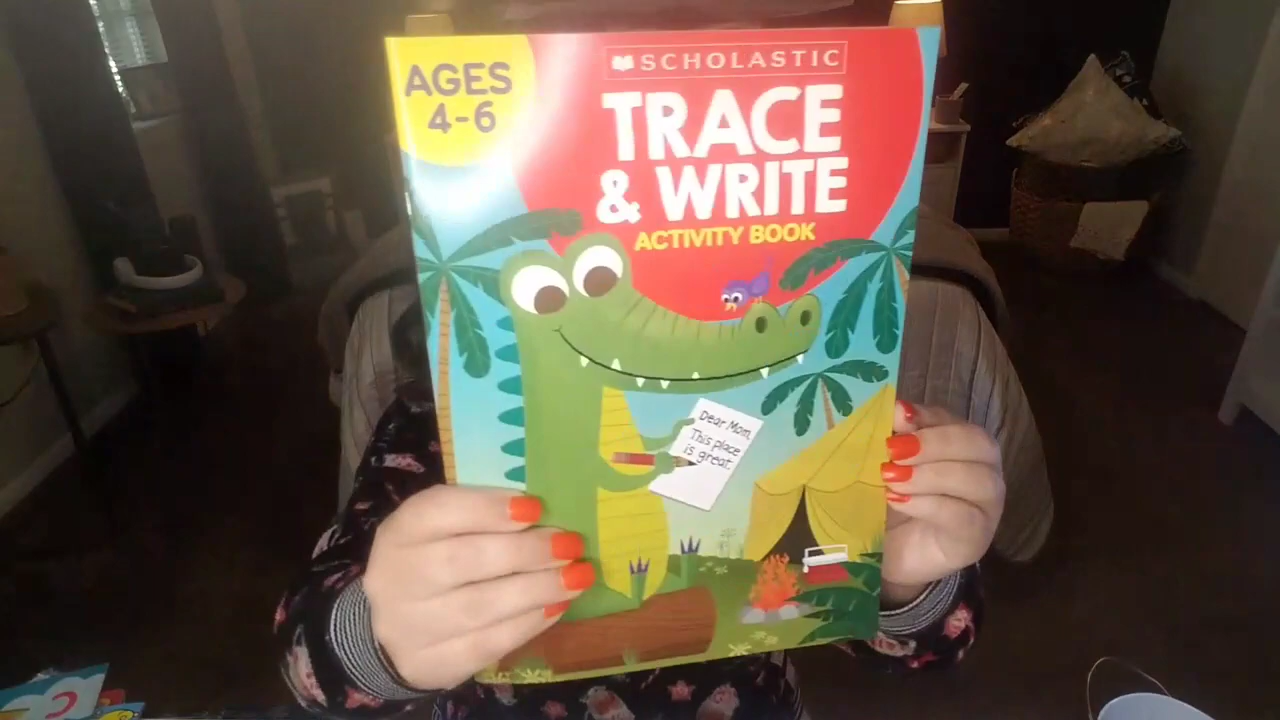 AGES
4-6
SCHOLASTIC
TRACE
& WRITE
ACTIVITY BOOK
Dear Mom,
This place
is great.
C